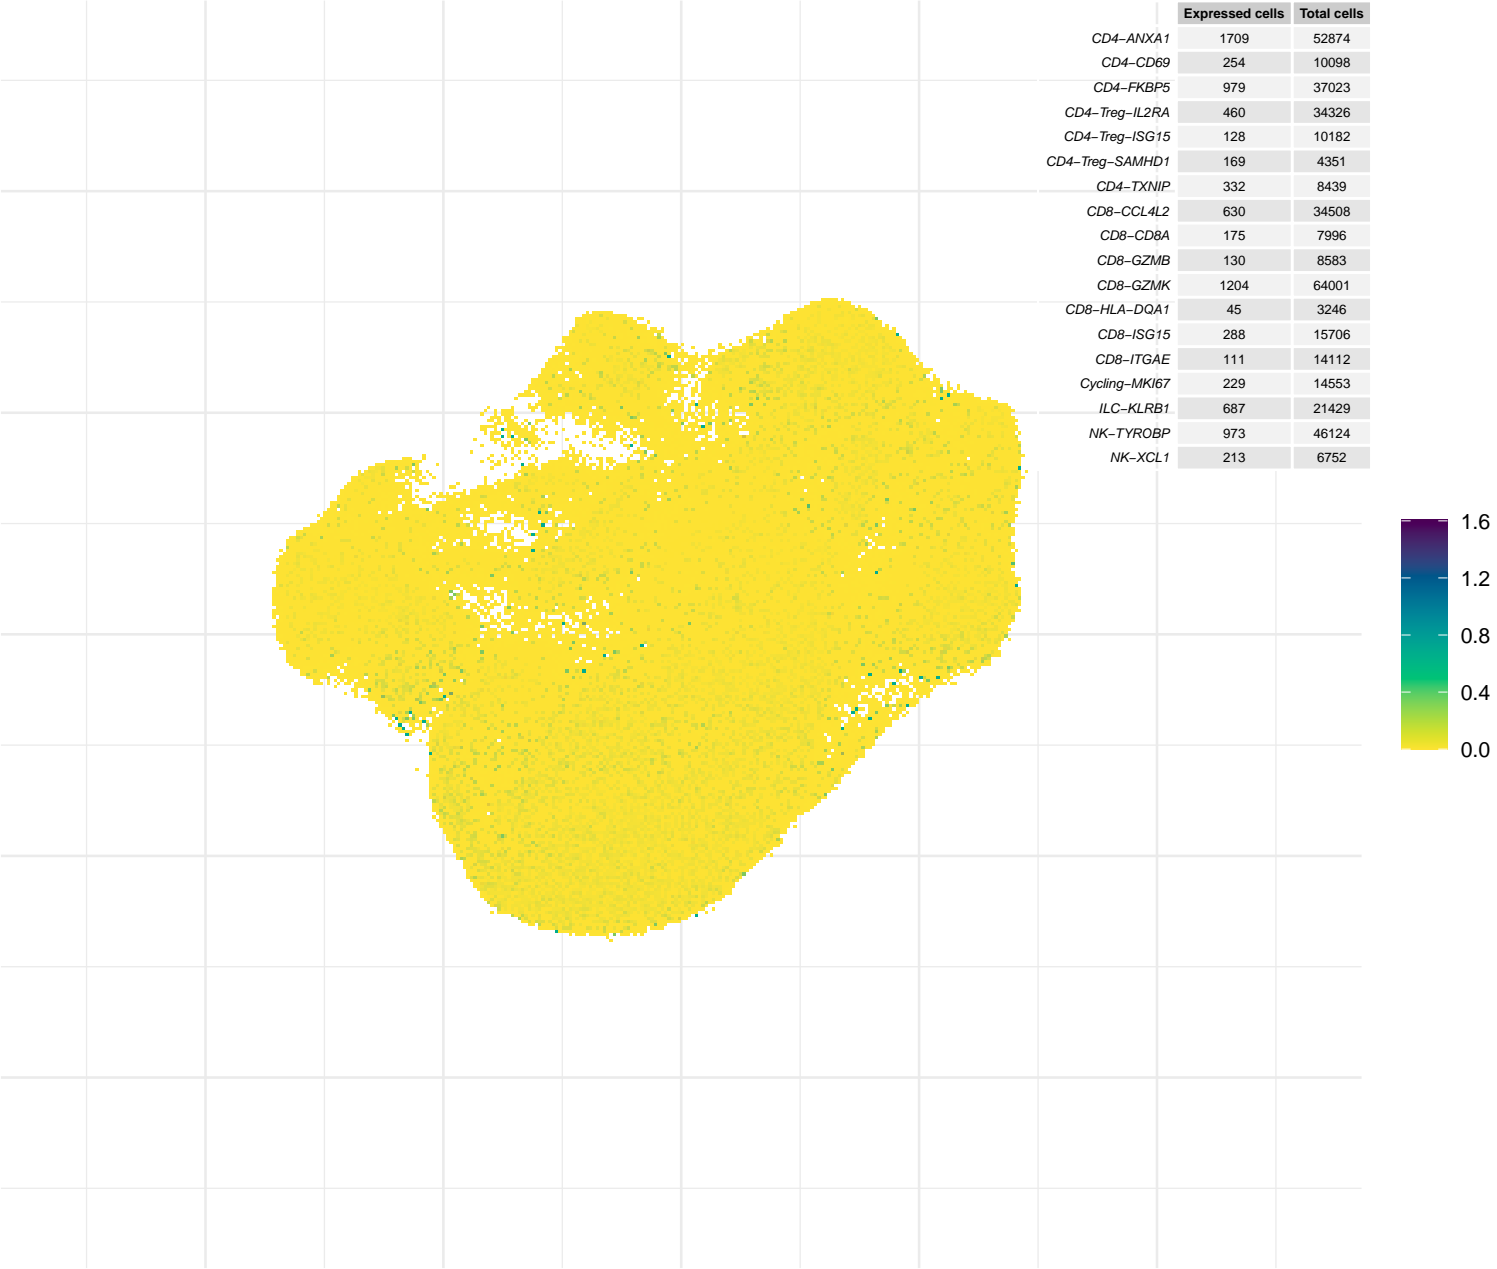 Expressed cells Total cells
CD4−ANXA1 1709 52874
CD4−CD69 254 10098
CD4−FKBP5 979 37023
CD4−Treg−IL2RA 460 34326
CD4−Treg−ISG15 128 10182
CD4−Treg−SAMHD1 169 4351
CD4−TXNIP 332 8439
CD8−CCL4L2 630 34508
CD8−CD8A 175 7996
CD8−GZMB 130 8583
CD8−GZMK 1204 64001
CD8−HLA−DQA1 45 3246
CD8−ISG15 288 15706
CD8−ITGAE 111 14112
Cycling−MKI67 229 14553
ILC−KLRB1 687 21429
NK−TYROBP 973 46124
NK−XCL1 213 6752
1.6
1.2
0.8
0.4
0.0